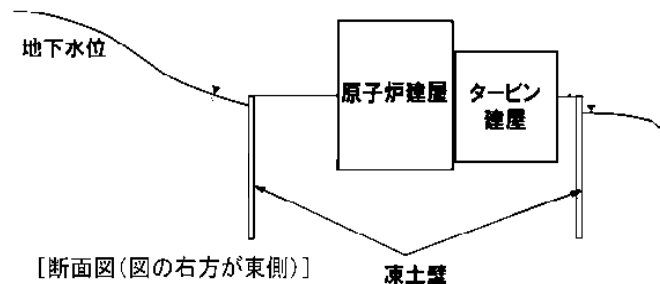 地下水位
原子炉建屋
タービン
建屋
[断面図(図の右方が東側)]
凍土壁